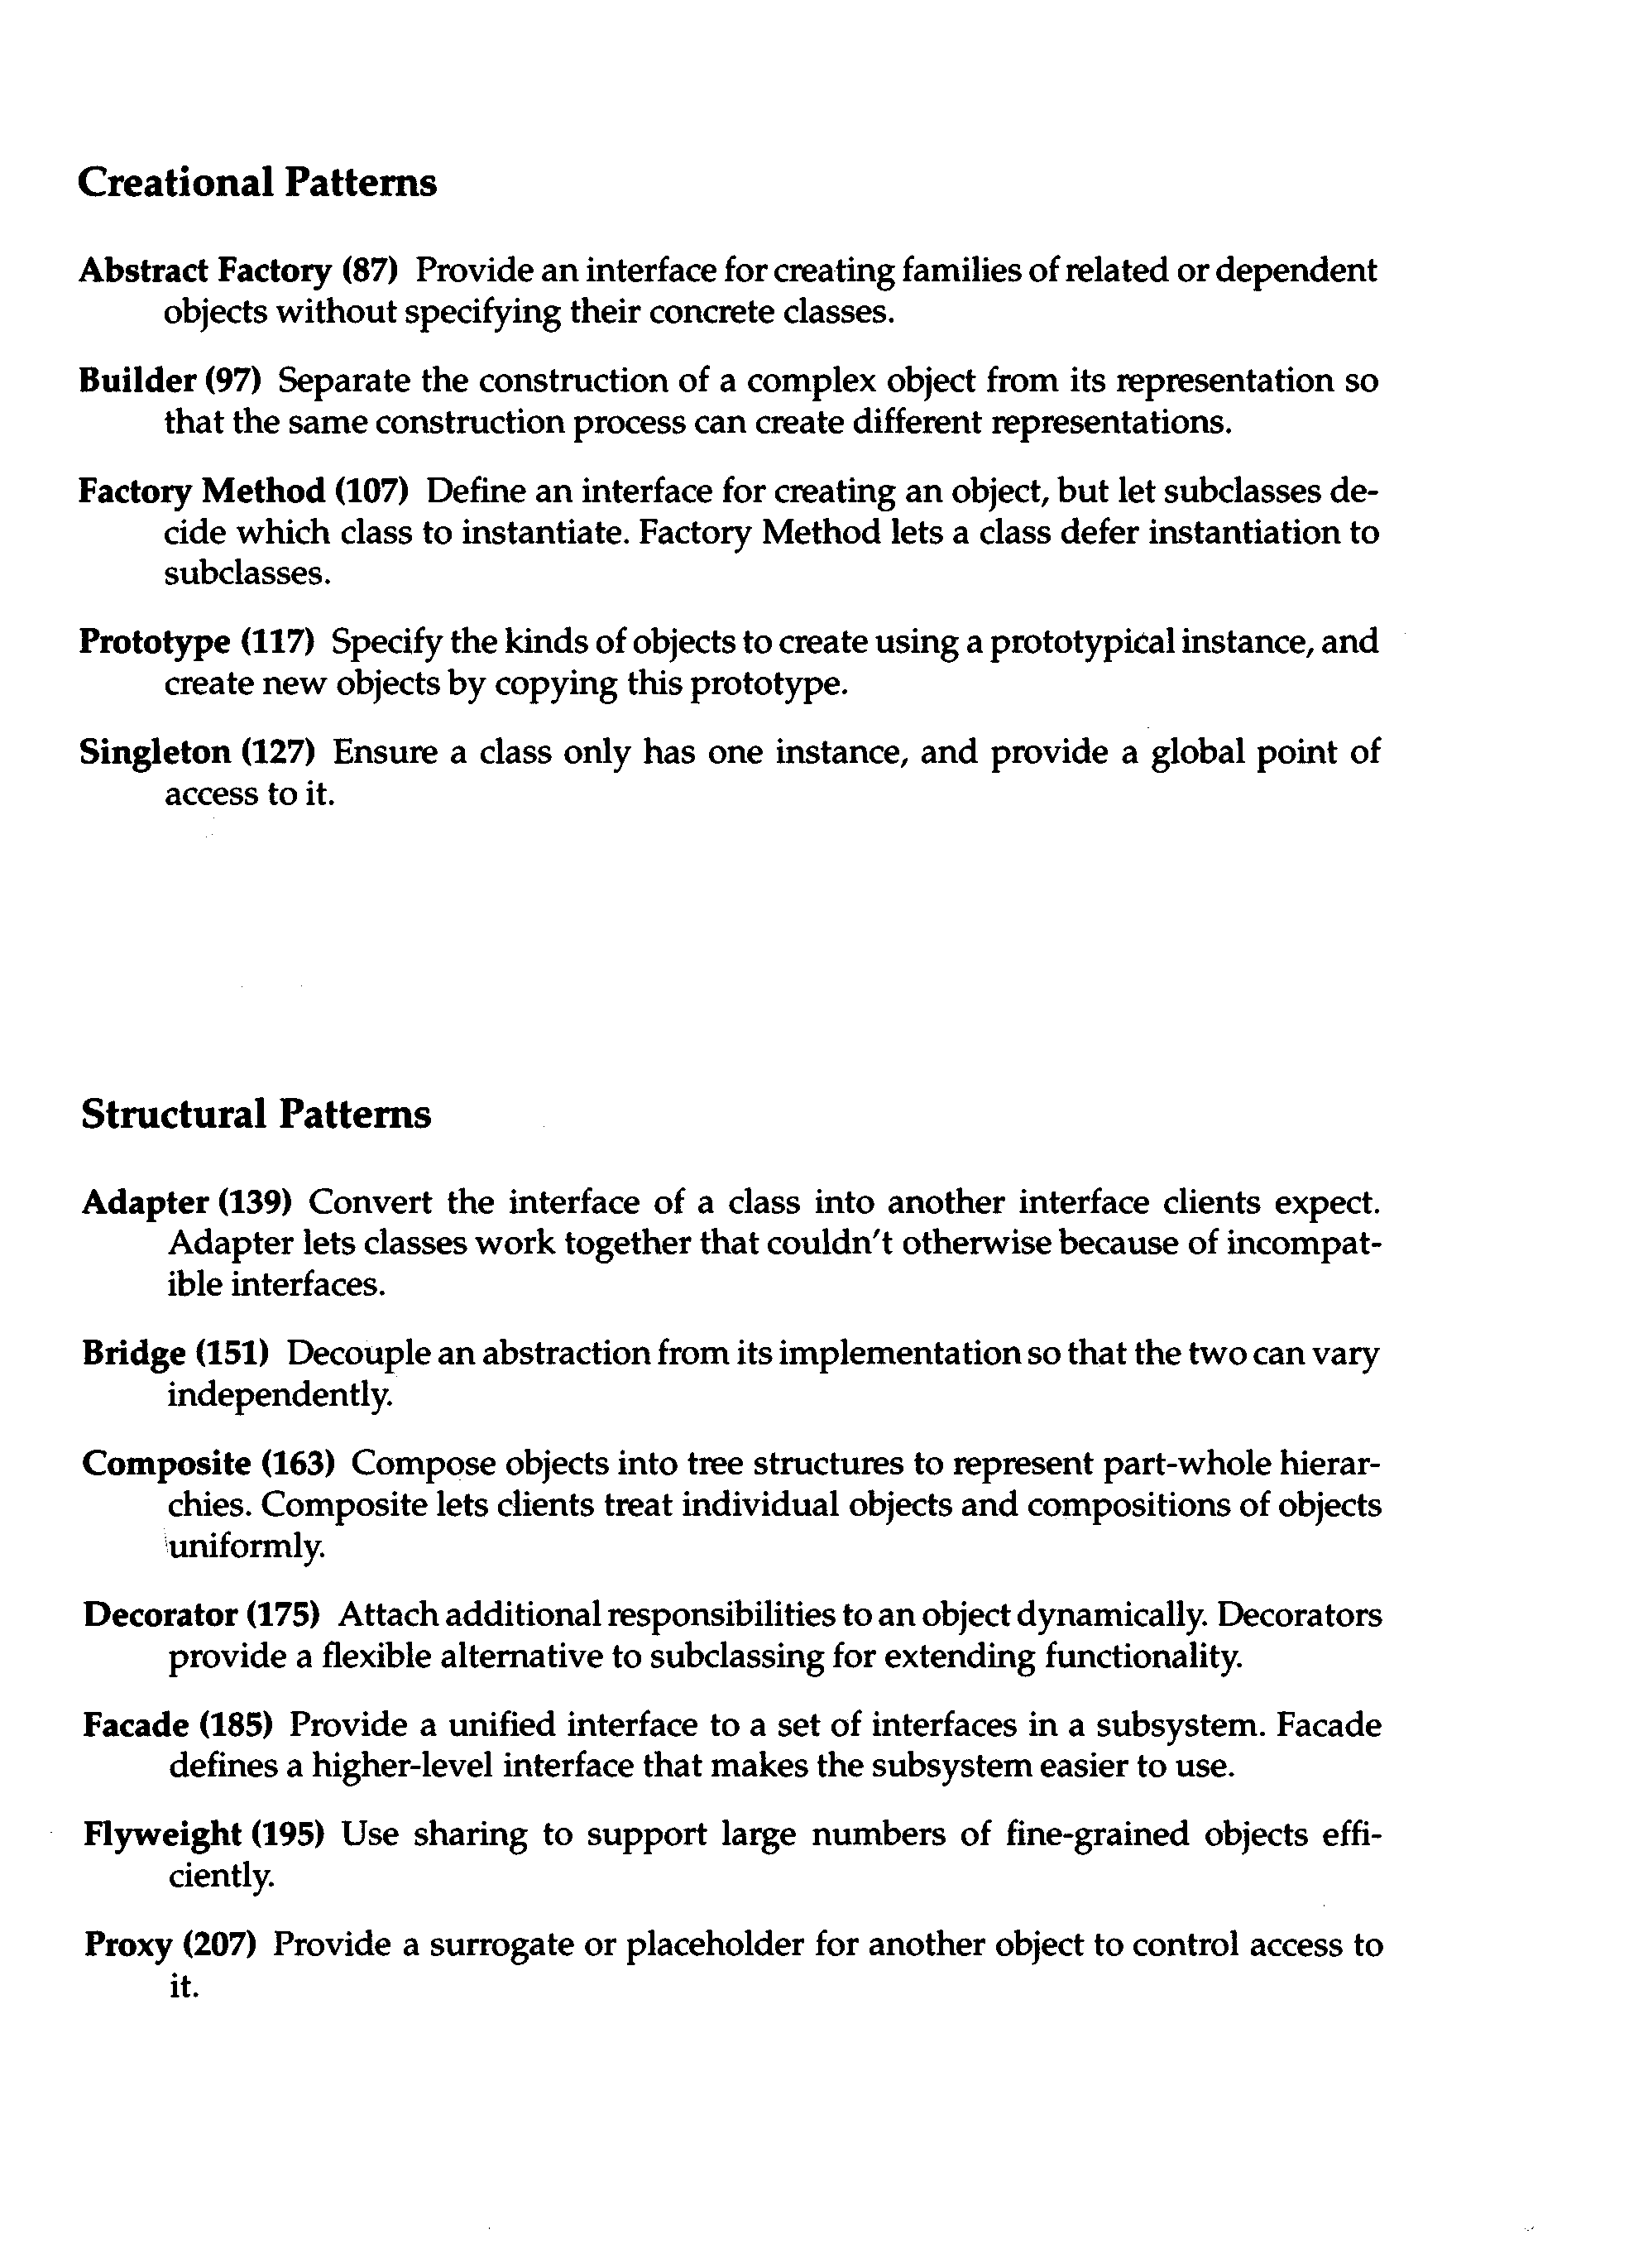 Creational Patterns
Abstract Factory (87) Provide an interface for creating families of related or dependent
objects without specifying their concrete classes.
Builder (97) Separate the construction of a complex object from its representation so
that the same construction process can create different representations.
Factory Method (107) Define an interface for creating an object, but let subclasses de-
cide which class to instantiate. Factory Method lets a class defer instantiation to
subclasses.
Prototype (117) Specify the kinds of objects to create using a prototypical instance, and
create new objects by copying this prototype.
Singleton (127) Ensure a class only has one instance, and provide a global point of
access to it.
Structural Patterns
Adapter (139) Convert the interface of a class into another interface clients expect.
Adapter lets classes work together that couldn't otherwise because of incompat-
ible interfaces.
Bridge (151) Decouple an abstraction from its implementation so that the two can vary
independently.
Composite (163) Compose objects into tree structures to represent part-whole hierar-
chies. Composite lets clients treat individual objects and compositions of objects
uniformly.
Decorator (175) Attach additional responsibilities to an object dynamically. Decorators
provide a flexible alternative to subclassing for extending functionality.
Facade (185) Provide a unified interface to a set of interfaces in a subsystem. Facade
defines a higher-level interface that makes the subsystem easier to use.
Flyweight (195) Use sharing to support large numbers of fine-grained objects effi-
ciently.
Proxy (207) Provide a surrogate or placeholder for another object to control access to
it.